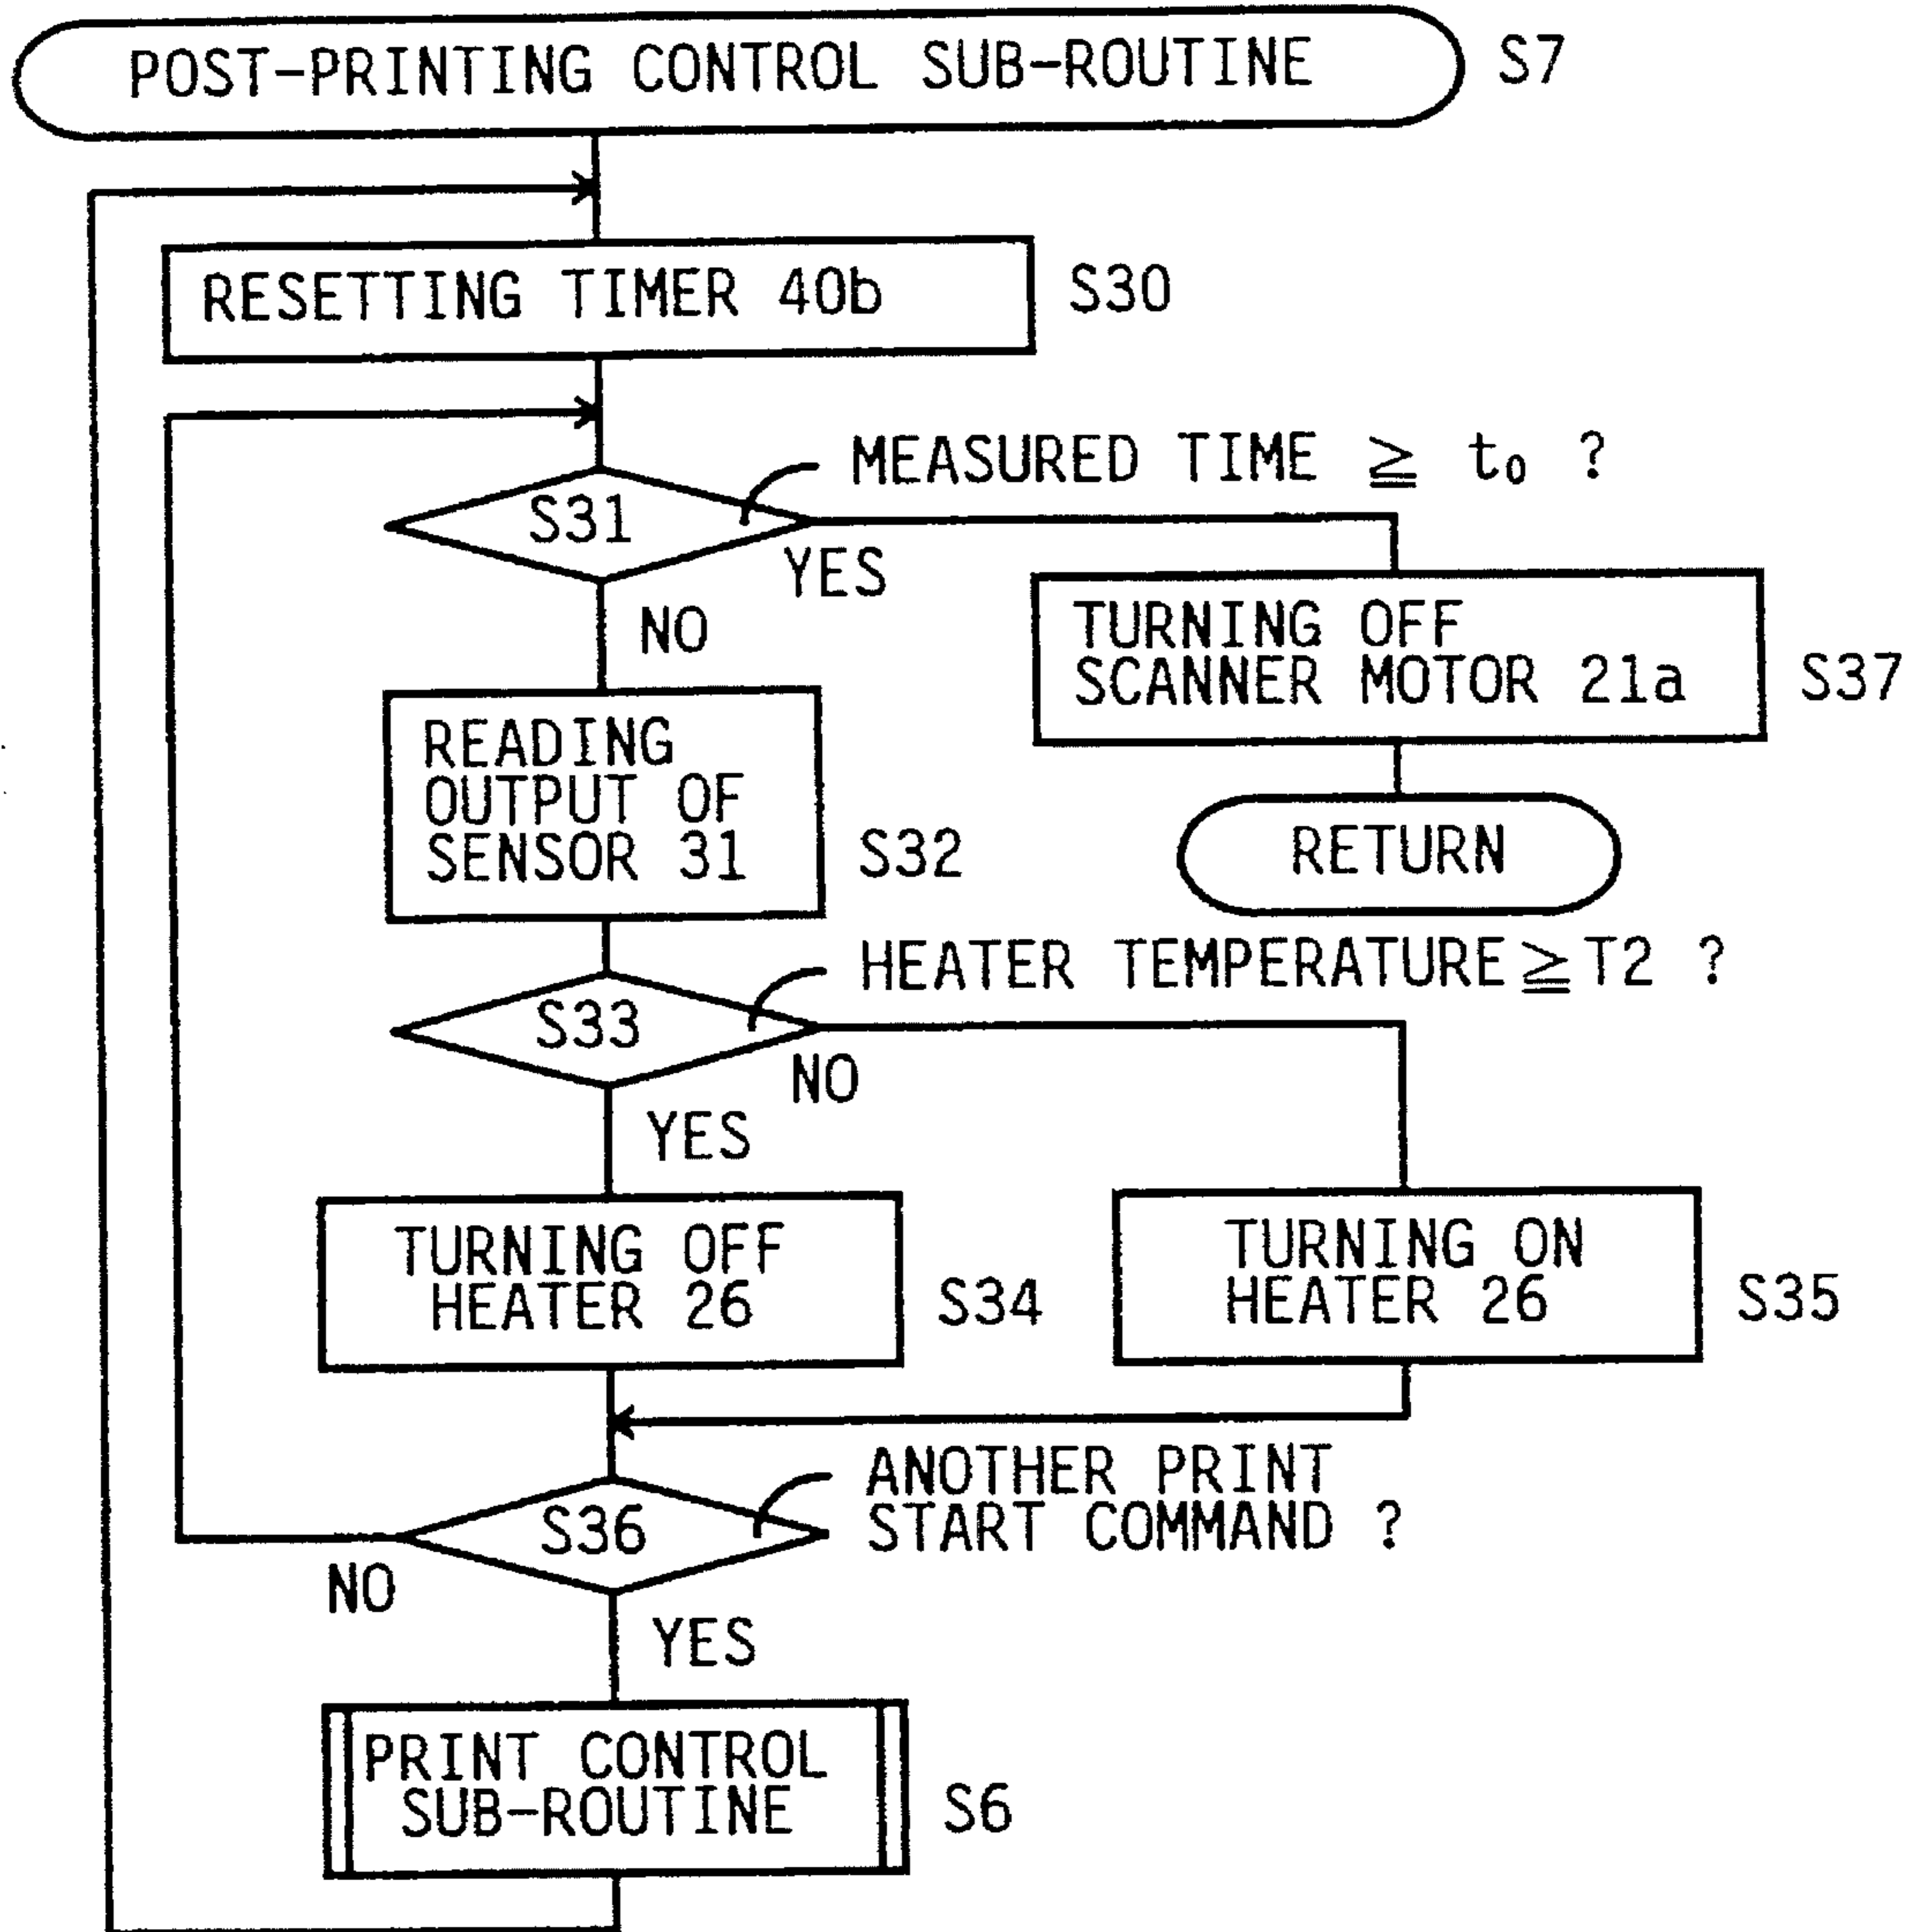 POST-PRINTING CONTROL SUB-ROUTINE S7
RESETTING TIMER 40b S30
MEASURED TIME ≧ t₀ ?
S31
YES
NO
TURNING OFF
SCANNER MOTOR 21a S37
READING
OUTPUT OF
SENSOR 31 S32
RETURN
HEATER TEMPERATURE ≧ T2 ?
S33
NO
YES
TURNING OFF
HEATER 26 S34
TURNING ON
HEATER 26 S35
ANOTHER PRINT
START COMMAND ?
S36
NO
YES
PRINT CONTROL
SUB-ROUTINE S6